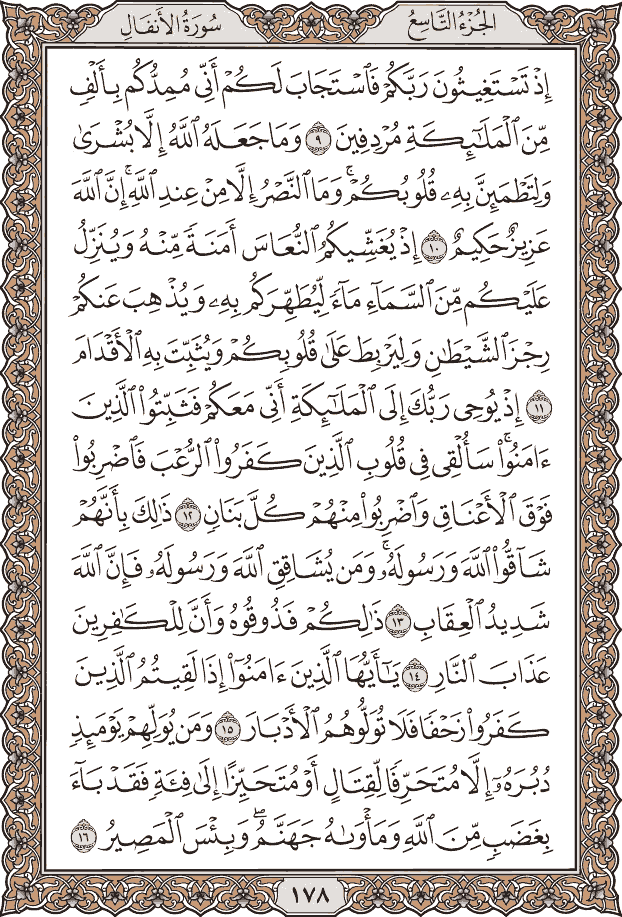 الجُزْءُ التَّاسِعُ
سُورَةُ الأَنفَالِ
إِذۡ تَسۡتَغِيثُونَ رَبَّكُمۡ فَٱسۡتَجَابَ لَكُمۡ أَنِّي مُمِدُّكُم بِأَلۡفٖ
مِّنَ ٱلۡمَلَٰٓئِكَةِ مُرۡدِفِينَ ٩ وَمَا جَعَلَهُ ٱللَّهُ إِلَّا بُشۡرَىٰ
وَلِتَطۡمَئِنَّ بِهِۦ قُلُوبُكُمۡۚ وَمَا ٱلنَّصۡرُ إِلَّا مِنۡ عِندِ ٱللَّهِۚ إِنَّ ٱللَّهَ
عَزِيزٌ حَكِيمٌ ١٠ إِذۡ يُغَشِّيكُمُ ٱلنُّعَاسَ أَمَنَةٗ مِّنۡهُ وَيُنَزِّلُ
عَلَيۡكُم مِّنَ ٱلسَّمَآءِ مَآءٗ لِّيُطَهِّرَكُم بِهِۦ وَيُذۡهِبَ عَنكُمۡ
رِجۡزَ ٱلشَّيۡطَٰنِ وَلِيَرۡبِطَ عَلَىٰ قُلُوبِكُمۡ وَيُثَبِّتَ بِهِ ٱلۡأَقۡدَامَ
١١ إِذۡ يُوحِي رَبُّكَ إِلَى ٱلۡمَلَٰٓئِكَةِ أَنِّي مَعَكُمۡ فَثَبِّتُواْ ٱلَّذِينَ
ءَامَنُواْۚ سَأُلۡقِي فِي قُلُوبِ ٱلَّذِينَ كَفَرُواْ ٱلرُّعۡبَ فَٱضۡرِبُواْ
فَوۡقَ ٱلۡأَعۡنَاقِ وَٱضۡرِبُواْ مِنۡهُمۡ كُلَّ بَنَانٖ ١٢ ذَٰلِكَ بِأَنَّهُمۡ
شَآقُّواْ ٱللَّهَ وَرَسُولَهُۥۚ وَمَن يُشَاقِقِ ٱللَّهَ وَرَسُولَهُۥ فَإِنَّ ٱللَّهَ
شَدِيدُ ٱلۡعِقَابِ ١٣ ذَٰلِكُمۡ فَذُوقُوهُ وَأَنَّ لِلۡكَٰفِرِينَ
عَذَابَ ٱلنَّارِ ١٤ يَٰٓأَيُّهَا ٱلَّذِينَ ءَامَنُوٓاْ إِذَا لَقِيتُمُ ٱلَّذِينَ
كَفَرُواْ زَحۡفٗا فَلَا تُوَلُّوهُمُ ٱلۡأَدۡبَارَ ١٥ وَمَن يُوَلِّهِمۡ يَوۡمَئِذٖ
دُبُرَهُۥٓ إِلَّا مُتَحَرِّفٗا لِّقِتَالٍ أَوۡ مُتَحَيِّزًا إِلَىٰ فِئَةٖ فَقَدۡ بَآءَ
بِغَضَبٖ مِّنَ ٱللَّهِ وَمَأۡوَىٰهُ جَهَنَّمُۖ وَبِئۡسَ ٱلۡمَصِيرُ ١٦
١٧٨